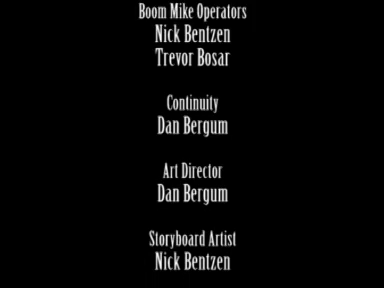 Boom Mike Operators
Nick Bentzen
Trevor Bosar
Continuity
Dan Bergum
Art Director
Dan Bergum
Storyboard Artist
Nick Bentzen